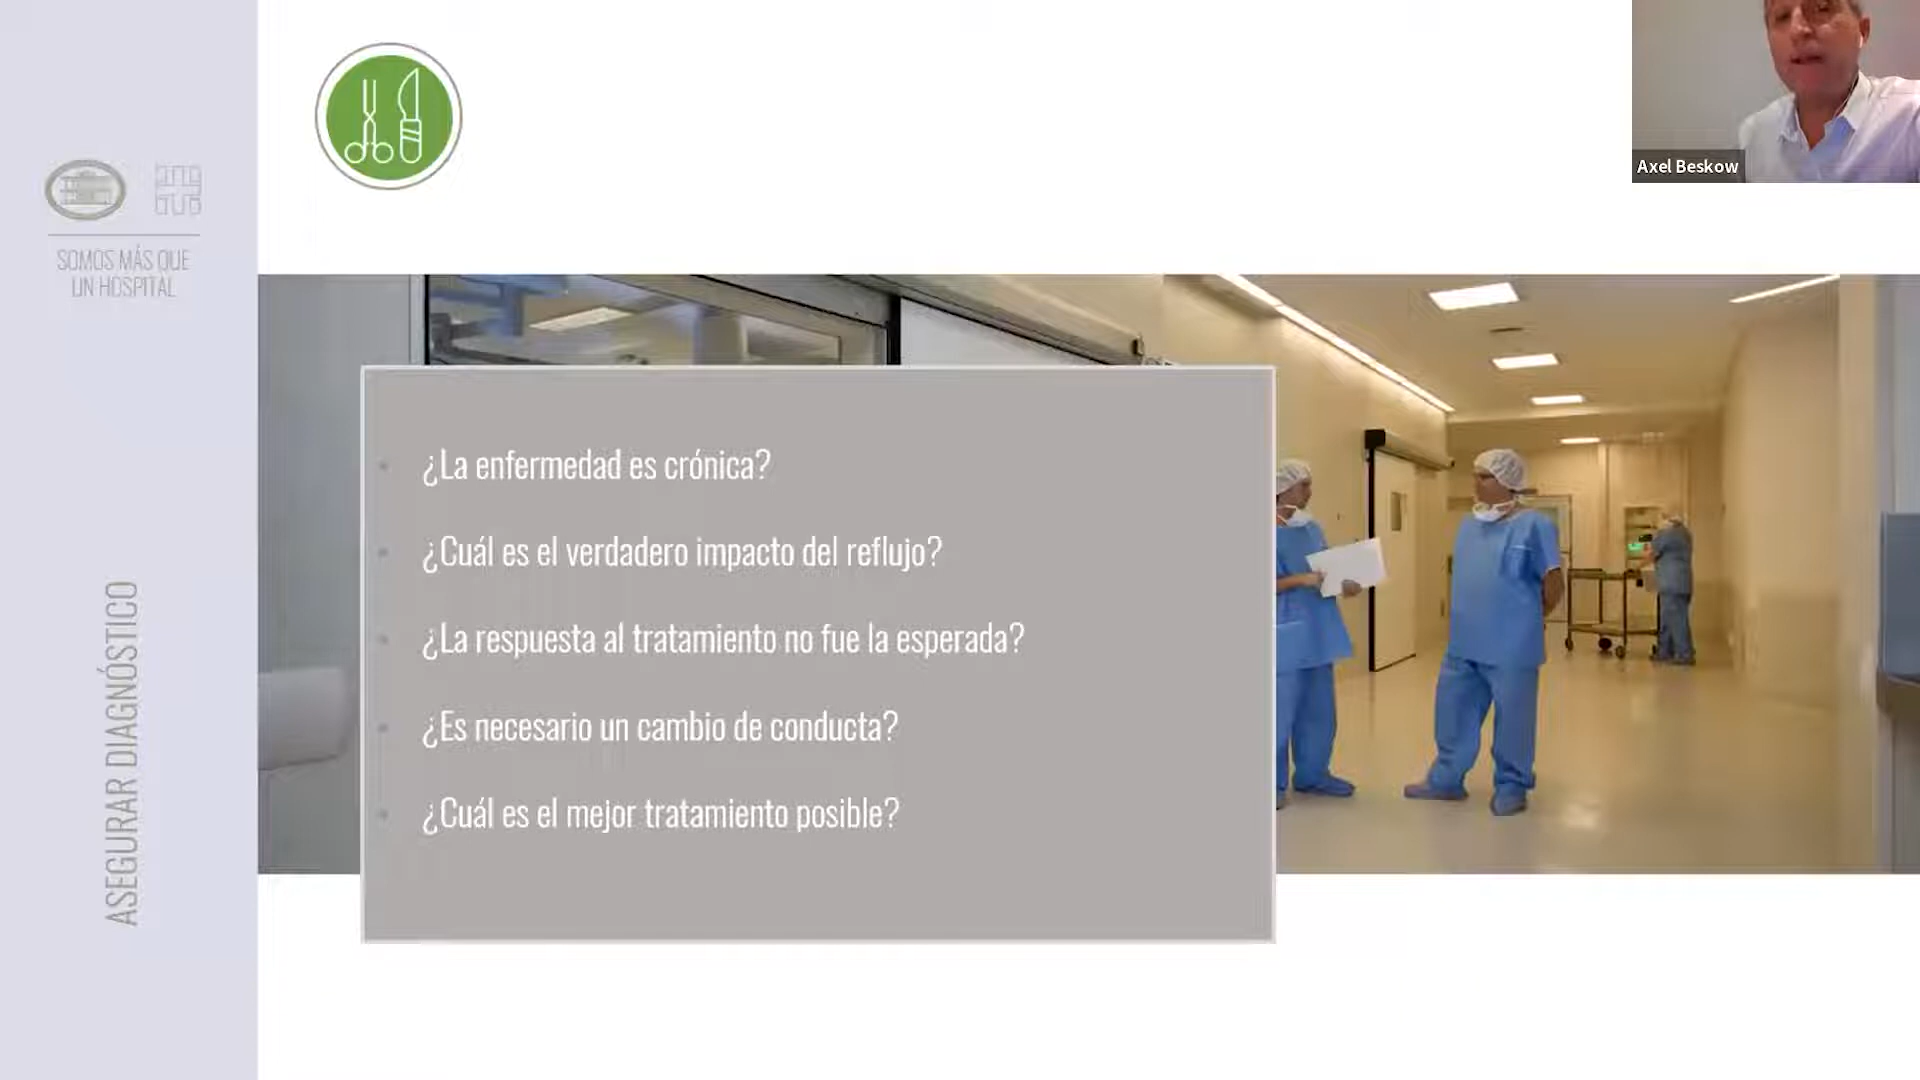 Axel Beskow
SOMOS MÁS QUE
UN HOSPITAL
ASEGURAR DIAGNÓSTICO
¿La enfermedad es crónica?
¿Cuál es el verdadero impacto del reflujo?
¿La respuesta al tratamiento no fue la esperada?
¿Es necesario un cambio de conducta?
¿Cuál es el mejor tratamiento posible?